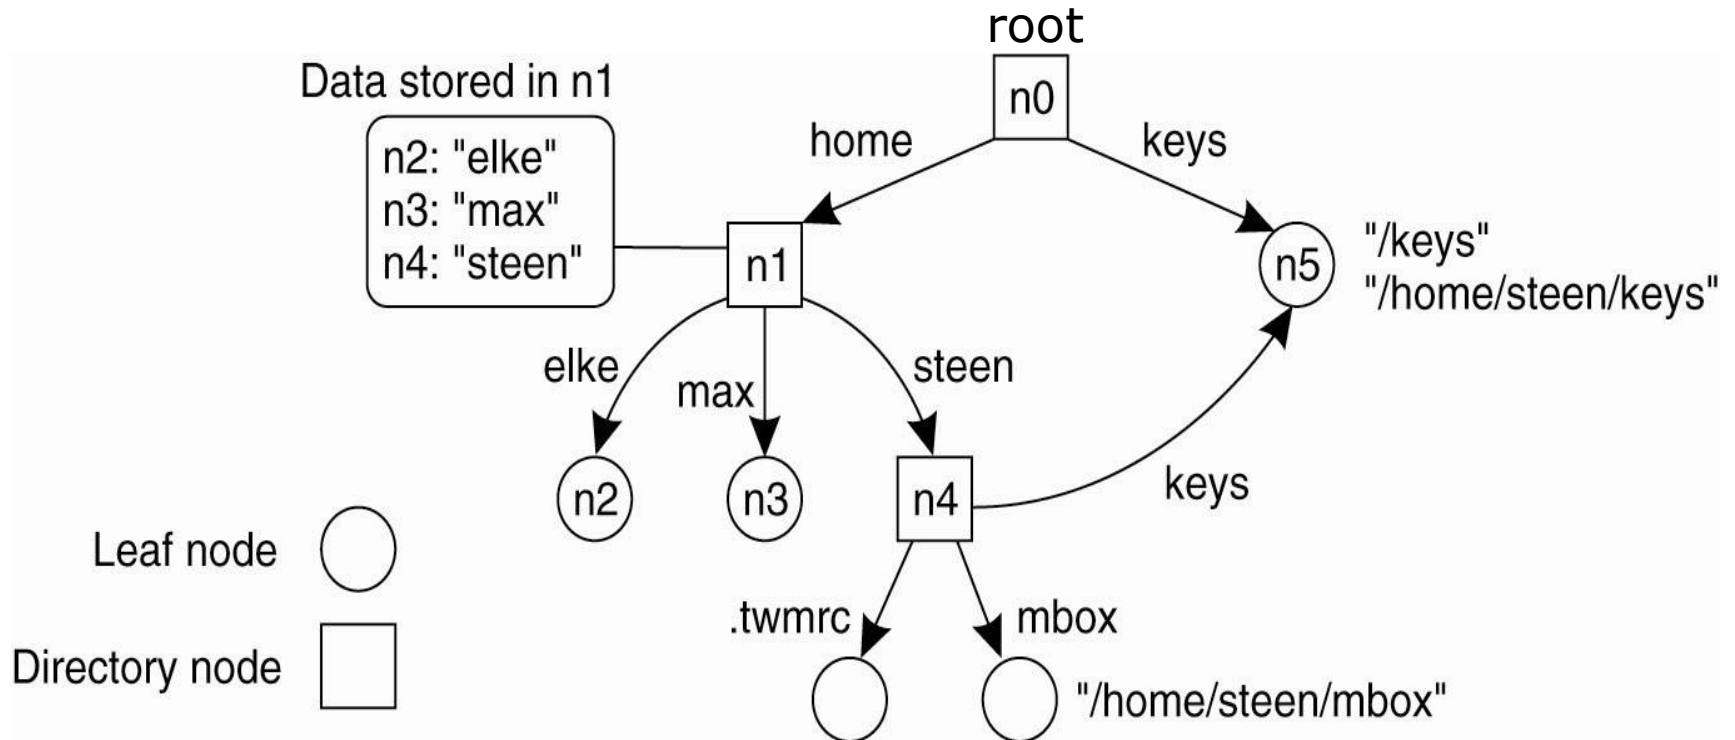 root
n0
Data stored in n1
n2: "elke"
n3: "max"
n4: "steen"
home
keys
n1
n5
"/keys"
"/home/steen/keys"
elke
max
steen
n2
n3
n4
keys
Leaf node
.twmrc
mbox
Directory node
"/home/steen/mbox"